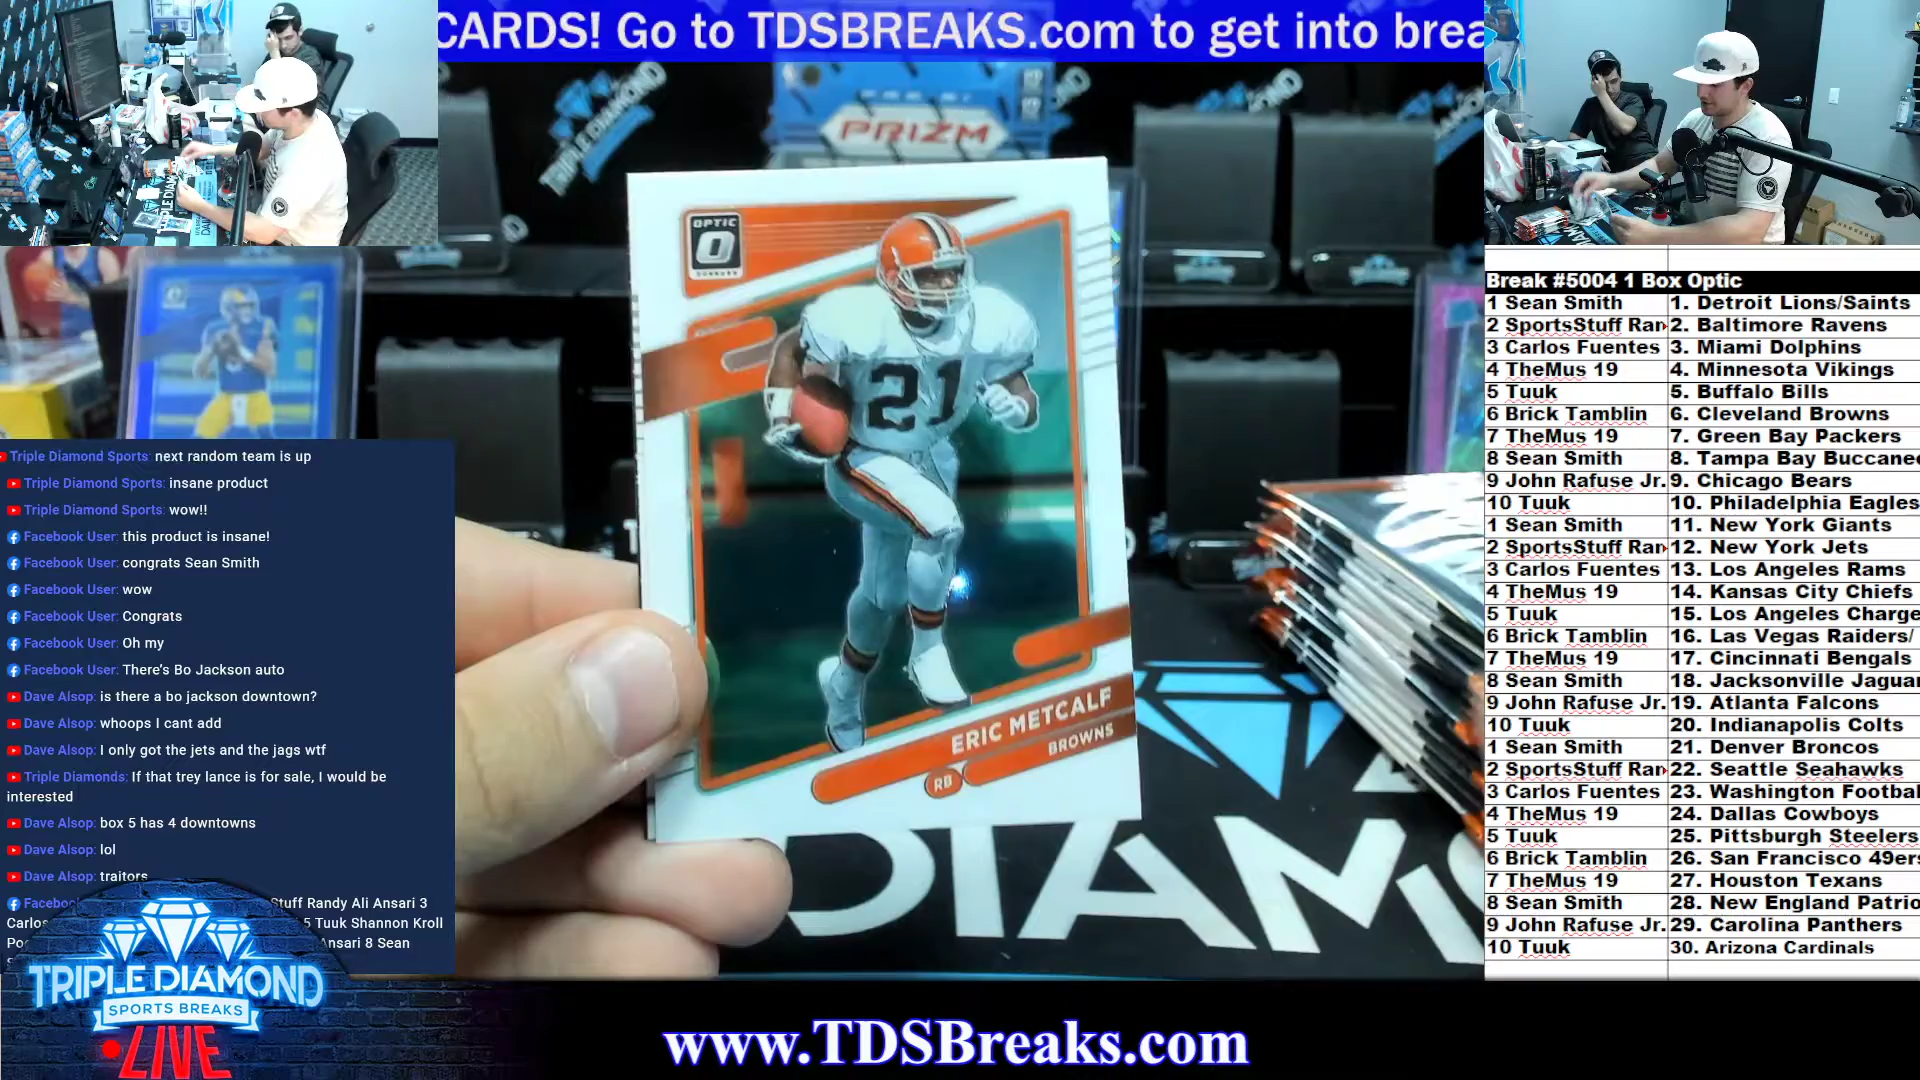 CARDS! Go to TDSBREAKS.com to get into brea
TRIPLE DIAMOND
PRIZM
OPTIC
21
ERIC METCALF
RB
BROWNS
DIAM
Triple Diamond Sports: next random team is up
Triple Diamond Sports: insane product
Triple Diamond Sports: wow!!
Facebook User: this product is insane!
Facebook User: congrats Sean Smith
Facebook User: wow
Facebook User: Congrats
Facebook User: Oh my
Facebook User: There's Bo Jackson auto
Dave Alsop: is there a bo jackson downtown?
Dave Alsop: whoops I cant add
Dave Alsop: I only got the jets and the jags wtf
Triple Diamonds: If that trey lance is for sale, I would be
interested
Dave Alsop: box 5 has 4 downtowns
Dave Alsop: lol
Dave Alsop: traitors
Stuff Randy Ali Ansari 3
Carlos 5 Tuuk Shannon Kroll
Ansari 8 Sean
TRIPLE DIAMOND
SPORTS BREAKS
LIVE
Break #5004 1 Box Optic
1 Sean Smith 1. Detroit Lions/Saints
2 SportsStuff Ran 2. Baltimore Ravens
3 Carlos Fuentes 3. Miami Dolphins
4 TheMus 19 4. Minnesota Vikings
5 Tuuk 5. Buffalo Bills
6 Brick Tamblin 6. Cleveland Browns
7 TheMus 19 7. Green Bay Packers
8 Sean Smith 8. Tampa Bay Buccanee
9 John Rafuse Jr. 9. Chicago Bears
10 Tuuk 10. Philadelphia Eagles
1 Sean Smith 11. New York Giants
2 SportsStuff Ran 12. New York Jets
3 Carlos Fuentes 13. Los Angeles Rams
4 TheMus 19 14. Kansas City Chiefs
5 Tuuk 15. Los Angeles Charge
6 Brick Tamblin 16. Las Vegas Raiders/
7 TheMus 19 17. Cincinnati Bengals
8 Sean Smith 18. Jacksonville Jaguar
9 John Rafuse Jr. 19. Atlanta Falcons
10 Tuuk 20. Indianapolis Colts
1 Sean Smith 21. Denver Broncos
2 SportsStuff Ran 22. Seattle Seahawks
3 Carlos Fuentes 23. Washington Footbal
4 TheMus 19 24. Dallas Cowboys
5 Tuuk 25. Pittsburgh Steelers
6 Brick Tamblin 26. San Francisco 49ers
7 TheMus 19 27. Houston Texans
8 Sean Smith 28. New England Patrio
9 John Rafuse Jr. 29. Carolina Panthers
10 Tuuk 30. Arizona Cardinals
www.TDSBreaks.com